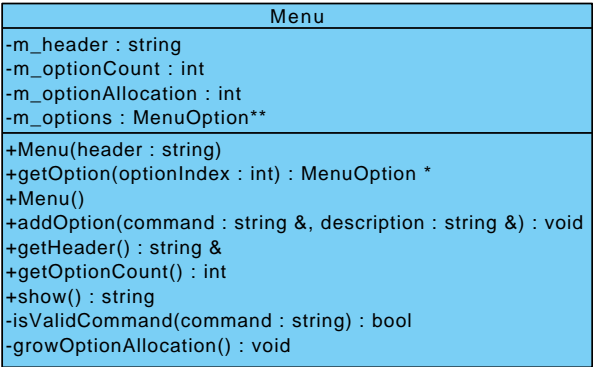 Menu
-m_header : string
-m_optionCount : int
-m_optionAllocation : int
-m_options : MenuOption**
+Menu(header : string)
+getOption(optionIndex : int) : MenuOption *
+Menu()
+addOption(command : string &, description : string &) : void
+getHeader() : string &
+getOptionCount() : int
+show() : string
-isValidCommand(command : string) : bool
-growOptionAllocation() : void